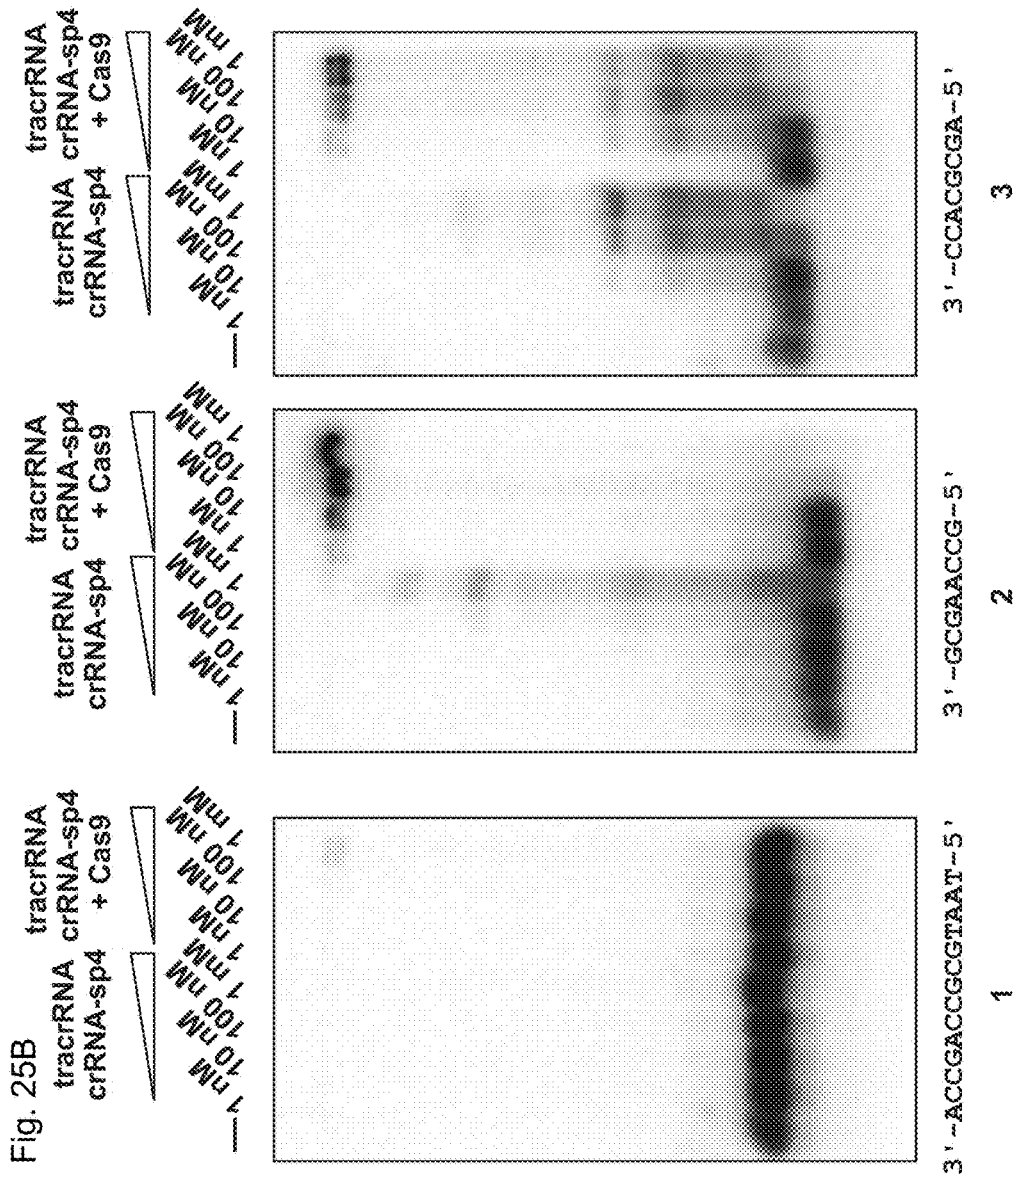 Fig. 25B
tracrRNA
crRNA-sp4
tracrRNA
crRNA-sp4
+ Cas9
—
1 nM
10 nM
100 nM
1 mM
1 nM
10 nM
100 nM
1 mM
3'-ACCGACCGCGTAAT-5'
1
tracrRNA
crRNA-sp4
tracrRNA
crRNA-sp4
+ Cas9
—
1 nM
10 nM
100 nM
1 mM
1 nM
10 nM
100 nM
1 mM
3'-GCGAACCG-5'
2
tracrRNA
crRNA-sp4
tracrRNA
crRNA-sp4
+ Cas9
—
1 nM
10 nM
100 nM
1 mM
1 nM
10 nM
100 nM
1 mM
3'-CCACGCGA-5'
3